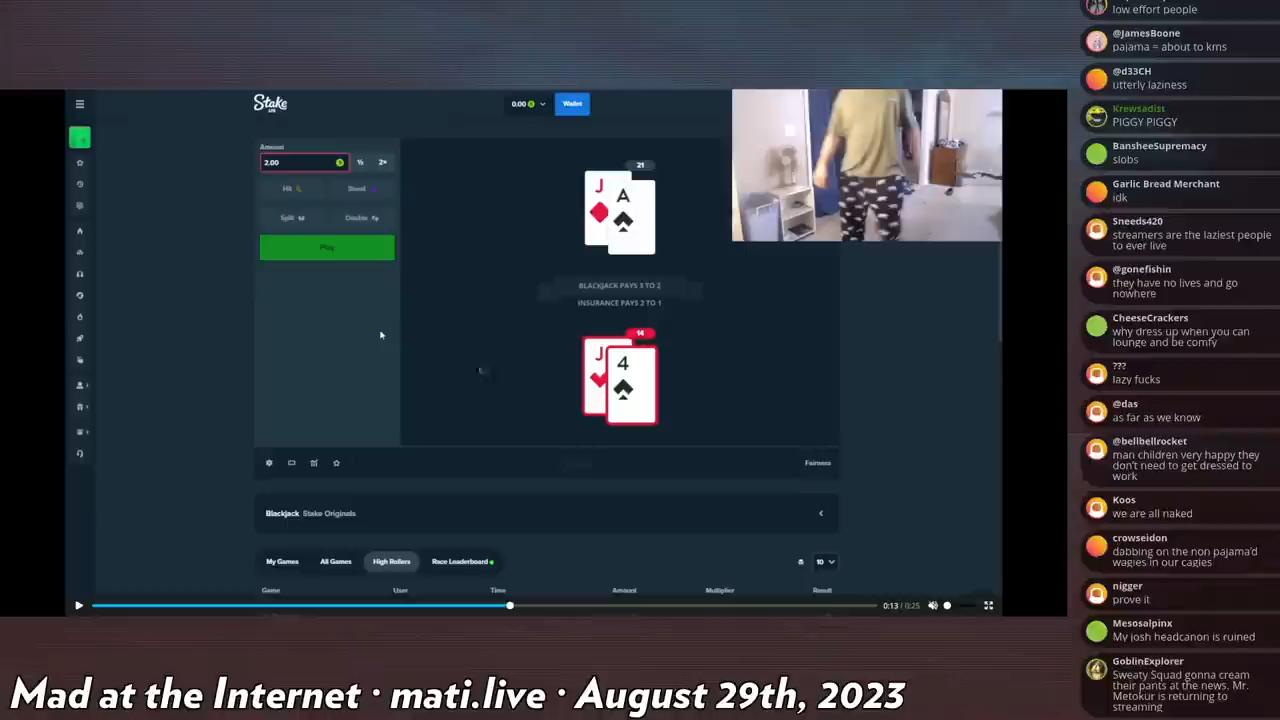 Stake
0.00
Wallet
Amount
2.00
½
2×
Hit
Stand
Split
Double
Play
21
J
A
BLACKJACK PAYS 3 TO 2
INSURANCE PAYS 2 TO 1
14
J
4
Fairness
Blackjack Stake Originals
My Games
All Games
High Rollers
Race Leaderboard
10
Game
User
Time
Amount
Multiplier
Result
0:13 / 0:25
low effort people
@JamesBoone
pajama = about to kms
@d33CH
utterly laziness
Krewsadist
PIGGY PIGGY
BansheeSupremacy
slobs
Garlic Bread Merchant
idk
Sneeds420
streamers are the laziest people
to ever live
@gonefishin
they have no lives and go
nowhere
CheeseCrackers
why dress up when you can
lounge and be comfy
???
lazy fucks
@das
as far as we know
@bellbellrocket
man children very happy they
don't need to get dressed to
work
Koos
we are all naked
crowseidon
dabbing on the non pajama'd
wagies in our cagies
nigger
prove it
Mesosalpinx
My josh headcanon is ruined
GoblinExplorer
Sweaty Squad gonna cream
their pants at the news. Mr.
Metokur is returning to
streaming
Mad at the Internet • mati.live • August 29th, 2023